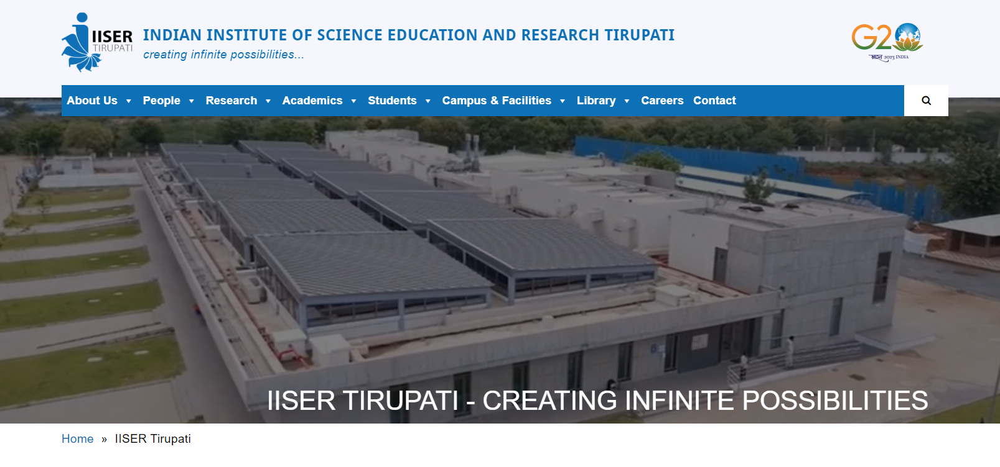 IISER
TIRUPATI
INDIAN INSTITUTE OF SCIENCE EDUCATION AND RESEARCH TIRUPATI
creating infinite possibilities...
G20
भारत 2023 INDIA
About Us People Research Academics Students Campus & Facilities Library Careers Contact
IISER TIRUPATI - CREATING INFINITE POSSIBILITIES
Home » IISER Tirupati